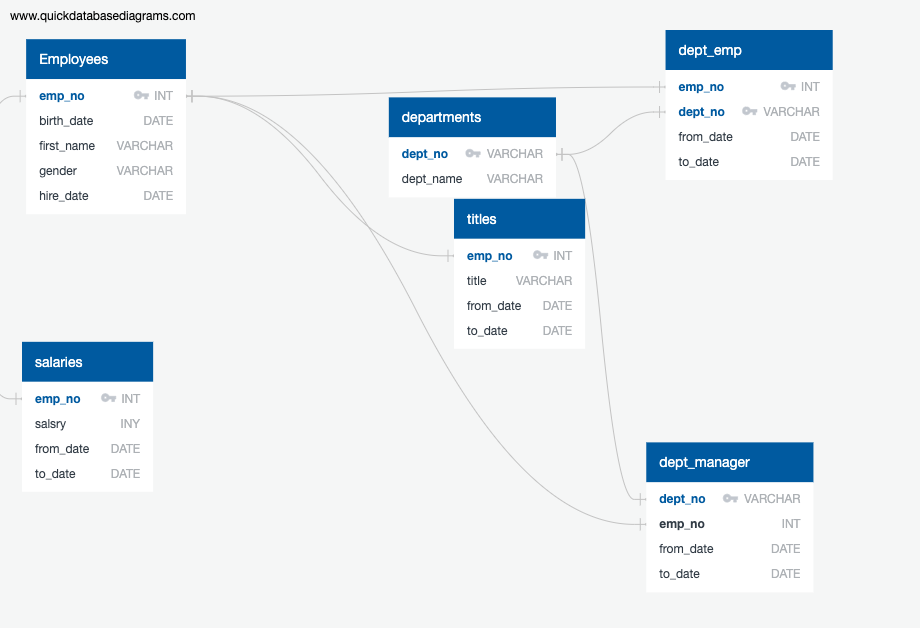 www.quickdatabasediagrams.com
Employees
emp_no INT
birth_date DATE
first_name VARCHAR
gender VARCHAR
hire_date DATE
departments
dept_no VARCHAR
dept_name VARCHAR
dept_emp
emp_no INT
dept_no VARCHAR
from_date DATE
to_date DATE
titles
emp_no INT
title VARCHAR
from_date DATE
to_date DATE
salaries
emp_no INT
salsry INY
from_date DATE
to_date DATE
dept_manager
dept_no VARCHAR
emp_no INT
from_date DATE
to_date DATE